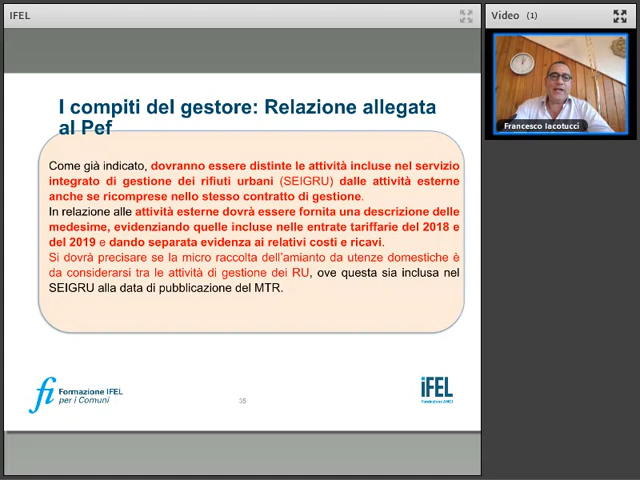 IFEL
Video (1)
Francesco Iacotucci
I compiti del gestore: Relazione allegata
al Pef
Come già indicato, dovranno essere distinte le attività incluse nel servizio
integrato di gestione dei rifiuti urbani (SEIGRU) dalle attività esterne
anche se ricomprese nello stesso contratto di gestione.
In relazione alle attività esterne dovrà essere fornita una descrizione delle
medesime, evidenziando quelle incluse nelle entrate tariffarie del 2018 e
del 2019 e dando separata evidenza ai relativi costi e ricavi.
Si dovrà precisare se la micro raccolta dell'amianto da utenze domestiche è
da considerarsi tra le attività di gestione dei RU, ove questa sia inclusa nel
SEIGRU alla data di pubblicazione del MTR.
fi Formazione IFEL
per i Comuni
35
iFEL
Fondazione ANCI